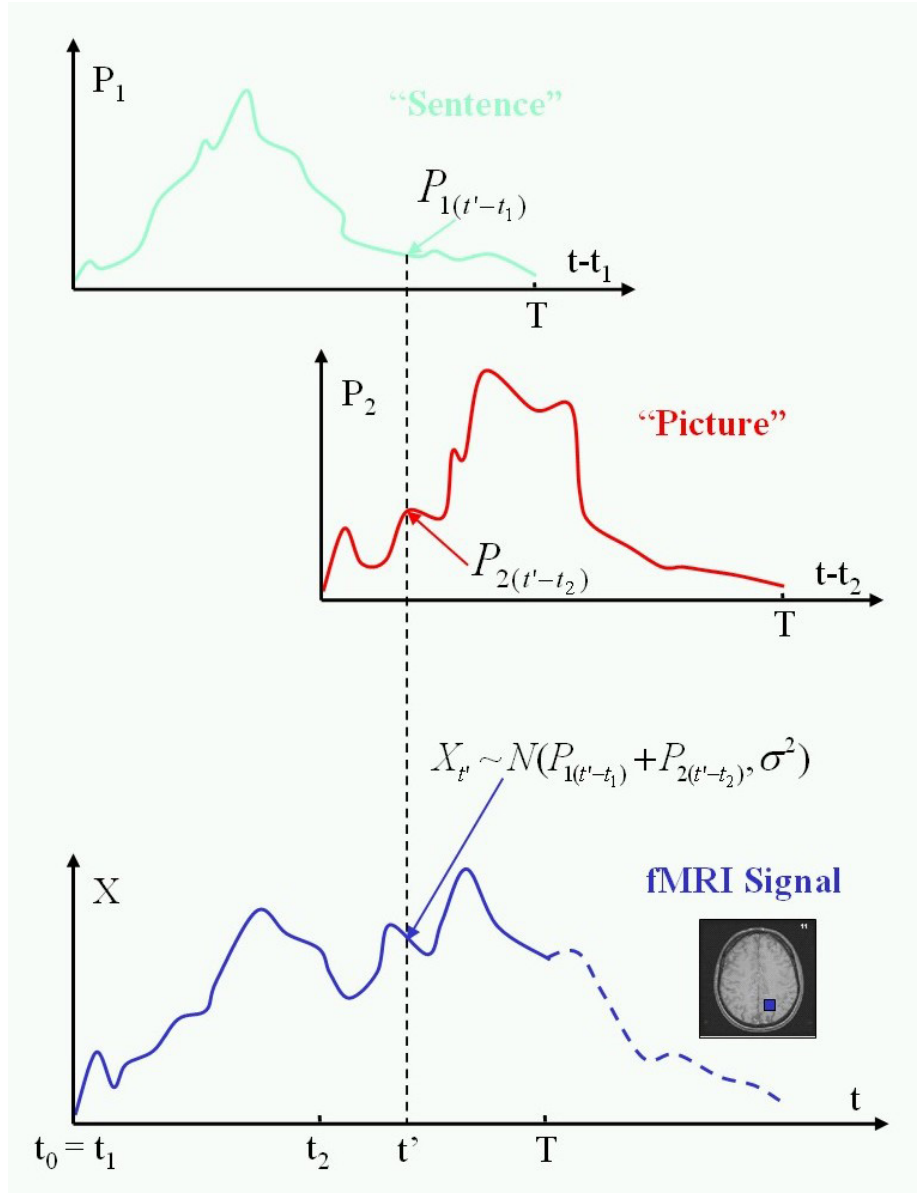 P₁
“Sentence”
P₁₍t'₋t₁₎
t-t₁
T
P₂
“Picture”
P₂₍t'₋t₂₎
t-t₂
T
Xₜ' ~ N(P₁₍t'₋t₁₎ + P₂₍t'₋t₂₎, σ²)
X
fMRI Signal
11
t
t₀ = t₁
t₂
t’
T